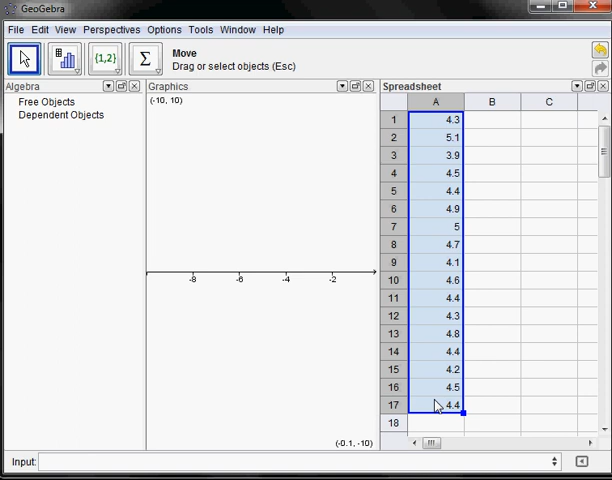 GeoGebra
File Edit View Perspectives Options Tools Window Help
{1,2} Σ Move
Drag or select objects (Esc)
Algebra
Free Objects
Dependent Objects
Graphics
(-10, 10)
-8 -6 -4 -2
(-0.1, -10)
Spreadsheet
A B C
1 4.3
2 5.1
3 3.9
4 4.5
5 4.4
6 4.9
7 5
8 4.7
9 4.1
10 4.6
11 4.4
12 4.3
13 4.8
14 4.4
15 4.2
16 4.5
17 4.4
18
Input: